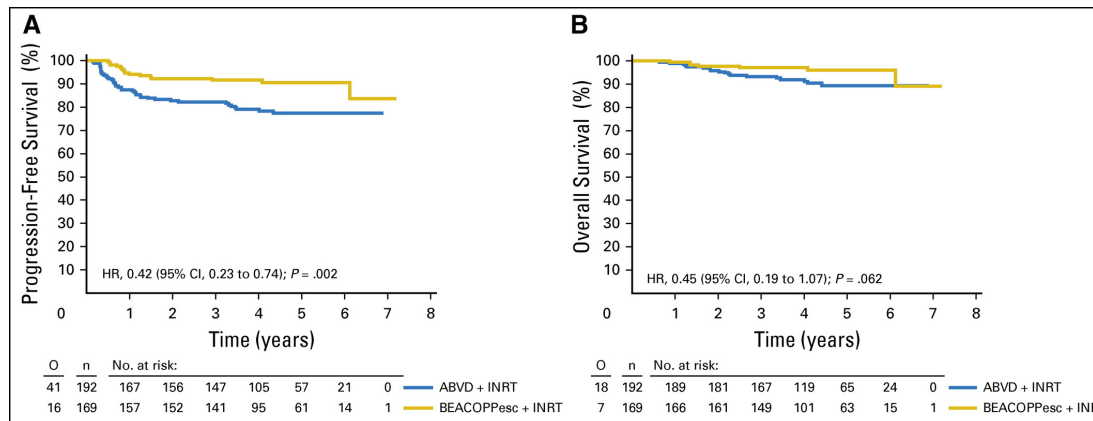 A
Progression-Free Survival (%)
100
90
80
70
60
50
40
30
20
10
HR, 0.42 (95% CI, 0.23 to 0.74); P = .002
0 1 2 3 4 5 6 7 8
Time (years)
O n No. at risk:
41 192 167 156 147 105 57 21 0 ABVD + INRT
16 169 157 152 141 95 61 14 1 BEACOPPesc + INRT
B
Overall Survival (%)
100
90
80
70
60
50
40
30
20
10
HR, 0.45 (95% CI, 0.19 to 1.07); P = .062
0 1 2 3 4 5 6 7 8
Time (years)
O n No. at risk:
18 192 189 181 167 119 65 24 0 ABVD + INRT
7 169 166 161 149 101 63 15 1 BEACOPPesc +